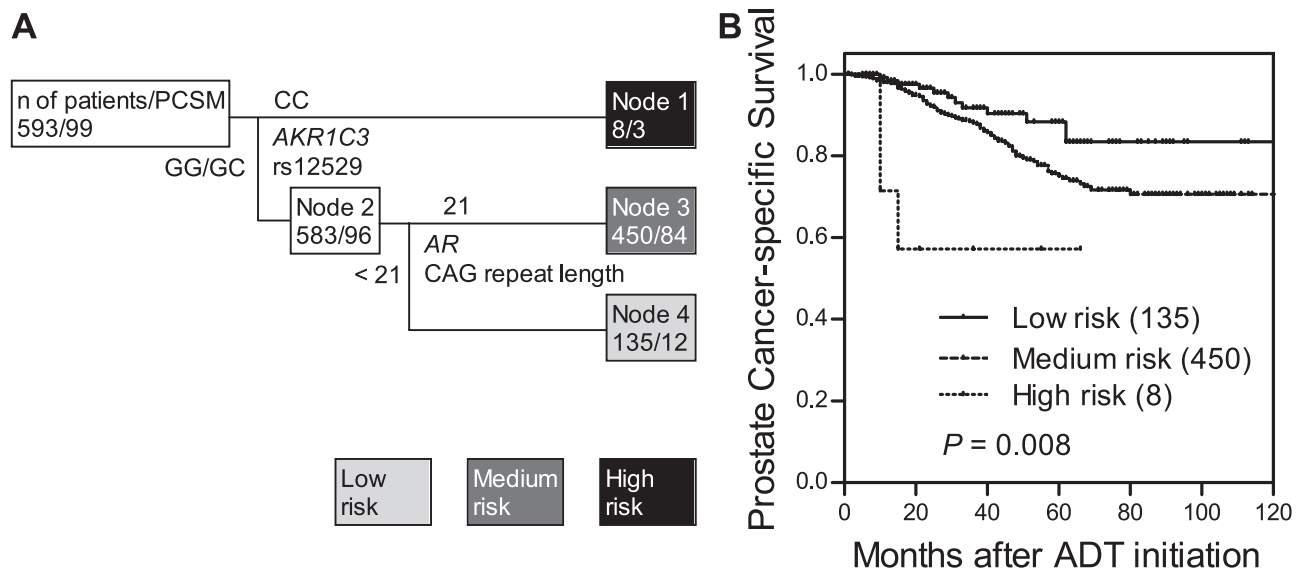 A
n of patients/PCSM
593/99
CC
AKR1C3
rs12529
GG/GC
Node 1
8/3
Node 2
583/96
21
AR
CAG repeat length
< 21
Node 3
450/84
Node 4
135/12
Low
risk
Medium
risk
High
risk
B
Prostate Cancer-specific Survival
1.0
0.8
0.6
0.4
0.2
0.0
Low risk (135)
Medium risk (450)
High risk (8)
P = 0.008
0 20 40 60 80 100 120
Months after ADT initiation